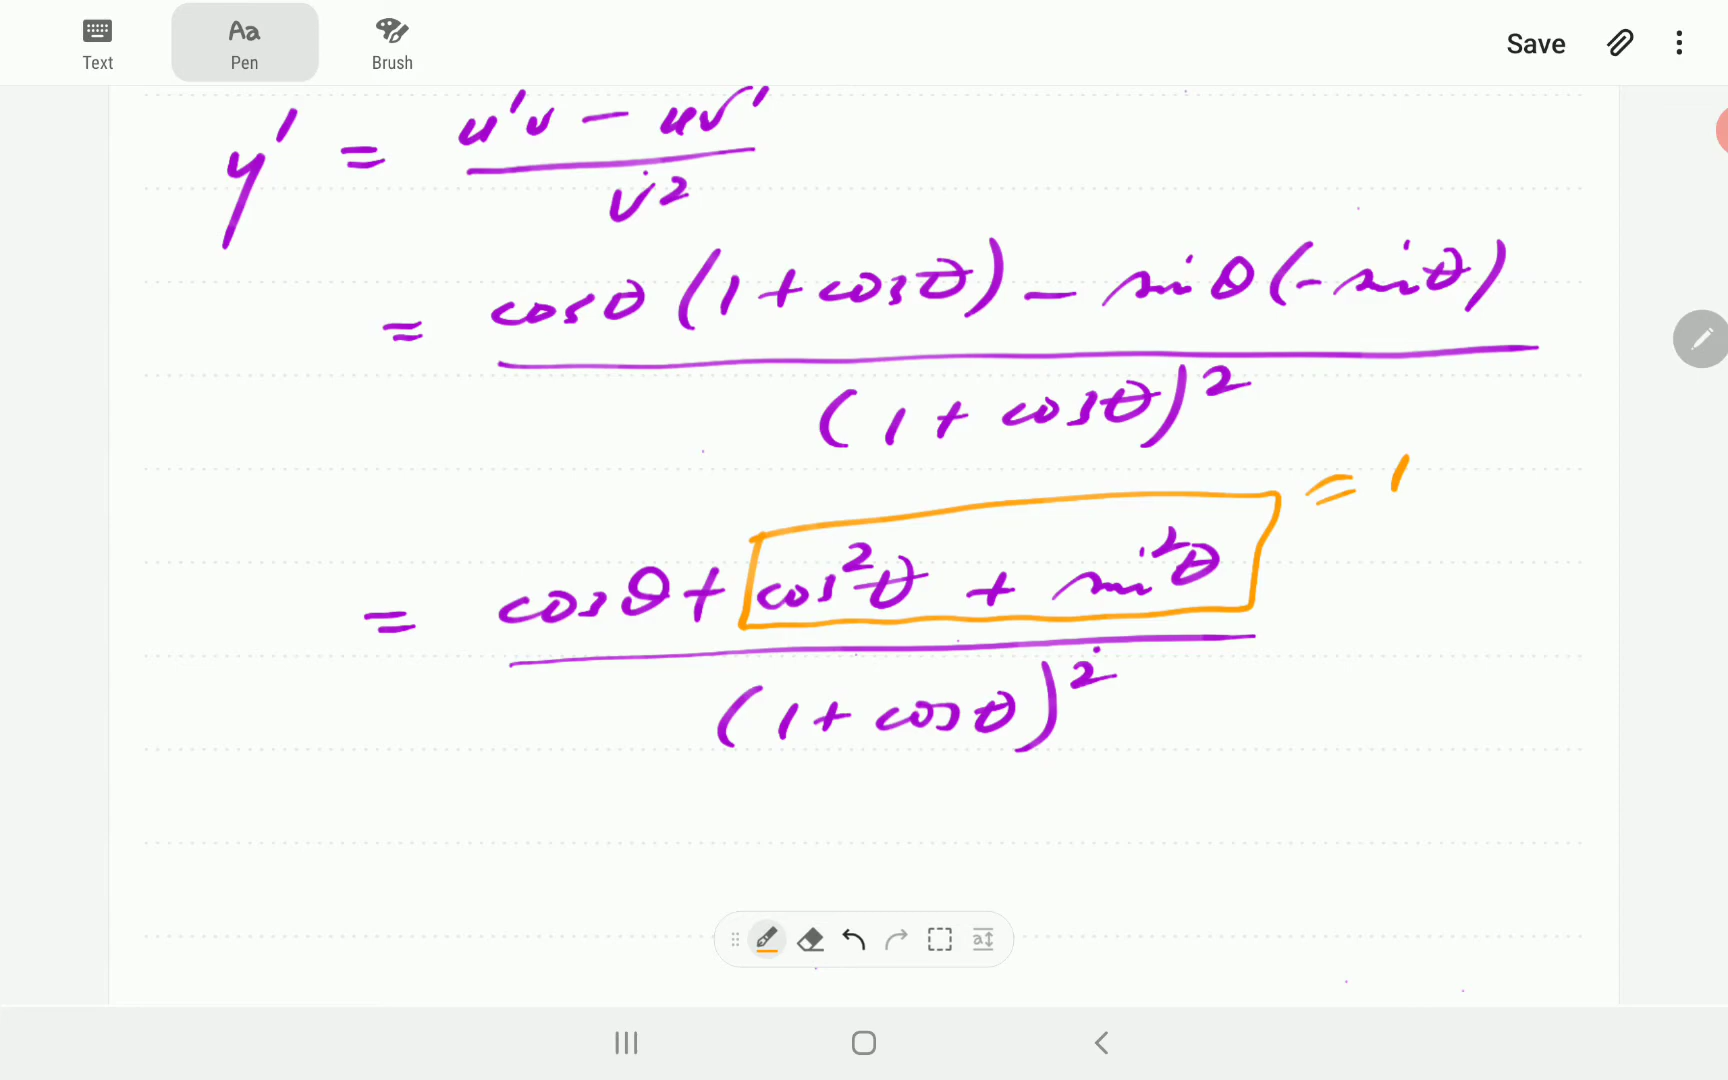 Text Pen Brush Save
y' = (u'v - uv') / v²
= (cosθ(1 + cosθ) - sinθ(-sinθ)) / (1 + cosθ)²
= (cosθ + cos²θ + sin²θ) / (1 + cosθ)² = 1